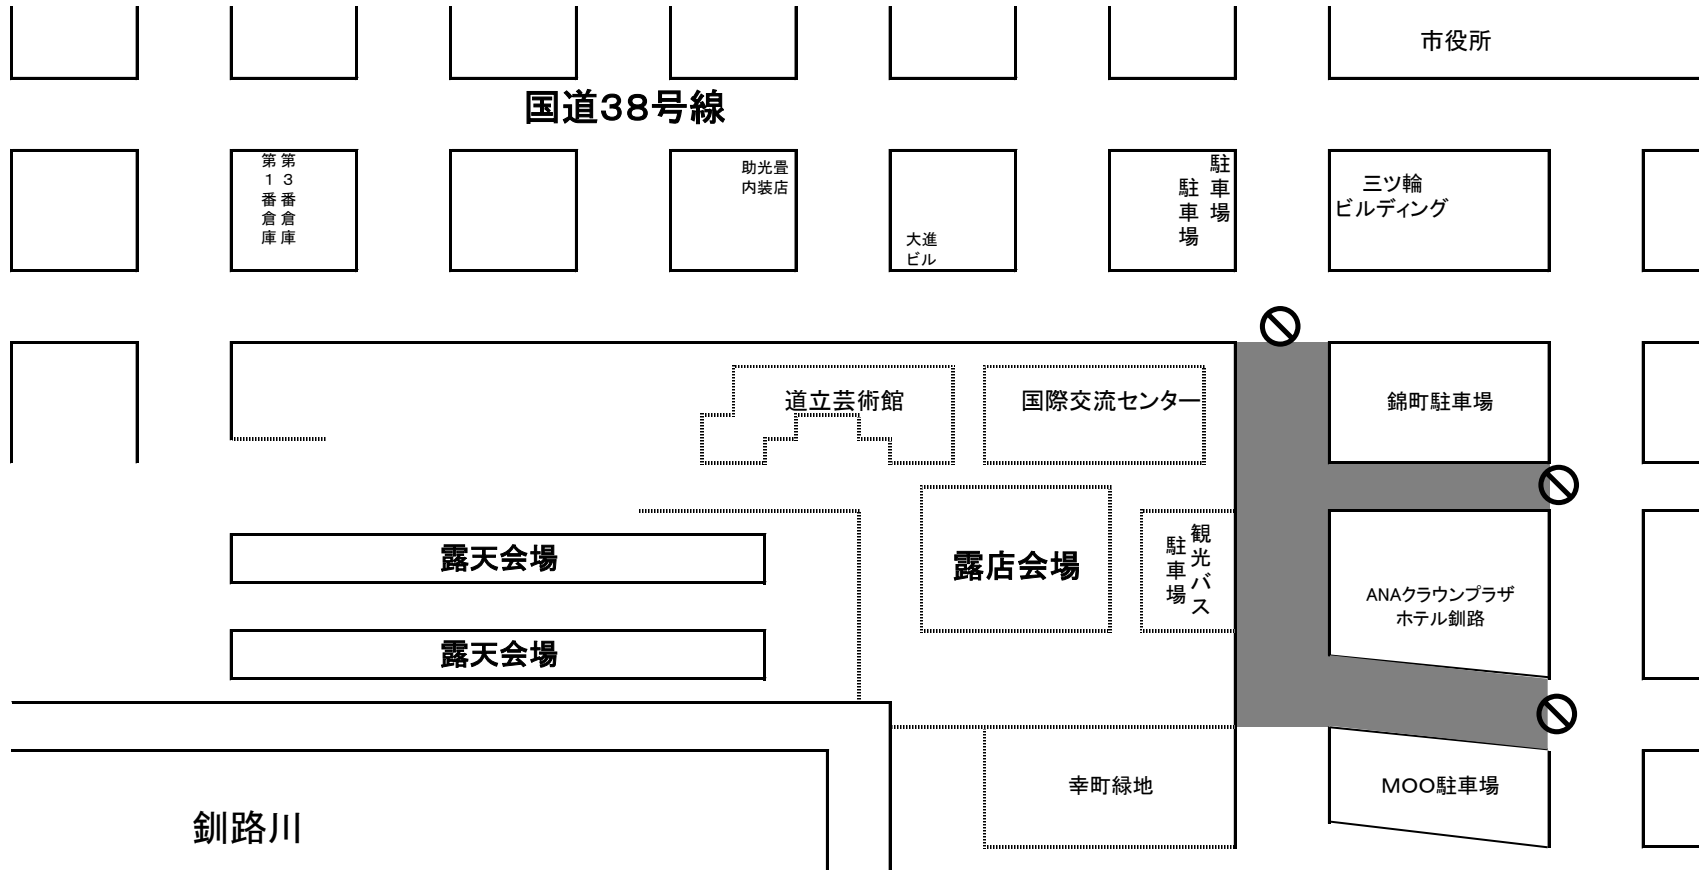 市役所
国道38号線
第3番倉庫
第1番倉庫
助光畳
内装店
大進
ビル
駐車場
駐車場
三ツ輪
ビルディング
道立芸術館
国際交流センター
錦町駐車場
露天会場
露店会場
観光バス
駐車場
ANAクラウンプラザ
ホテル釧路
露天会場
幸町緑地
MOO駐車場
釧路川